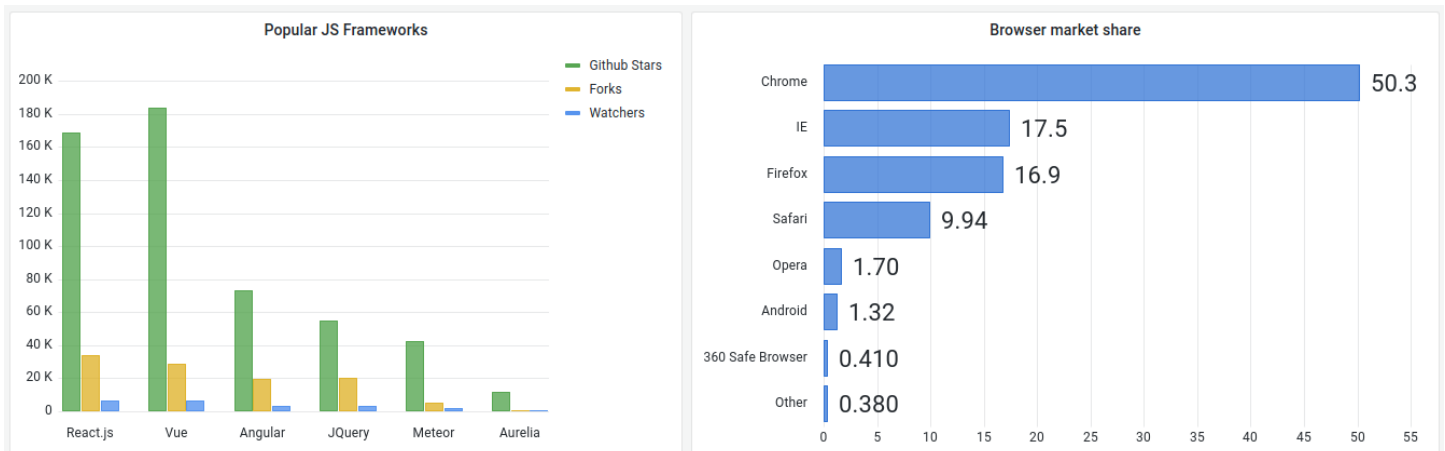 Popular JS Frameworks
Github Stars
Forks
Watchers
200 K
180 K
160 K
140 K
120 K
100 K
80 K
60 K
40 K
20 K
0
React.js Vue Angular JQuery Meteor Aurelia
Browser market share
Chrome 50.3
IE 17.5
Firefox 16.9
Safari 9.94
Opera 1.70
Android 1.32
360 Safe Browser 0.410
Other 0.380
0 5 10 15 20 25 30 35 40 45 50 55